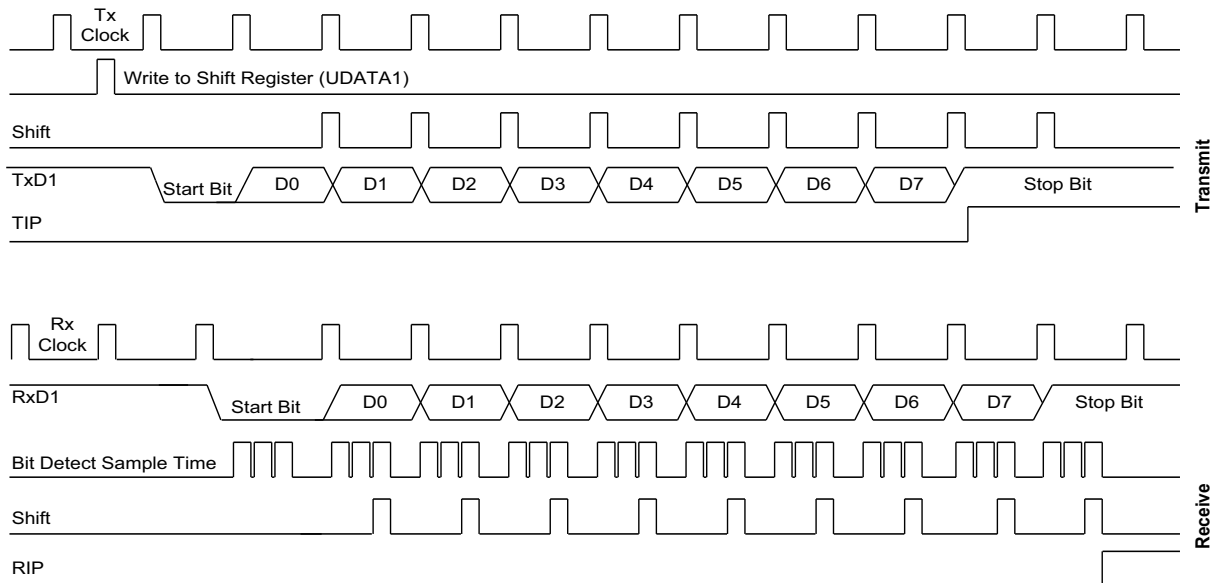 Tx
Clock
Write to Shift Register (UDATA1)
Shift
TxD1
Start Bit
D0
D1
D2
D3
D4
D5
D6
D7
Stop Bit
TIP
Transmit
Rx
Clock
RxD1
Start Bit
D0
D1
D2
D3
D4
D5
D6
D7
Stop Bit
Bit Detect Sample Time
Shift
RIP
Receive